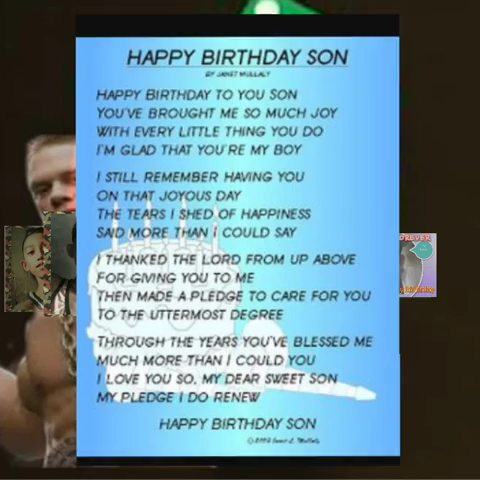 HAPPY BIRTHDAY SON
BY JANET MULLALY
HAPPY BIRTHDAY TO YOU SON
YOU'VE BROUGHT ME SO MUCH JOY
WITH EVERY LITTLE THING YOU DO
I'M GLAD THAT YOU'RE MY BOY
I STILL REMEMBER HAVING YOU
ON THAT JOYOUS DAY
THE TEARS I SHED OF HAPPINESS
SAID MORE THAN I COULD SAY
I THANKED THE LORD FROM UP ABOVE
FOR GIVING YOU TO ME
THEN MADE A PLEDGE TO CARE FOR YOU
TO THE UTTERMOST DEGREE
THROUGH THE YEARS YOU'VE BLESSED ME
MUCH MORE THAN I COULD YOU
I LOVE YOU SO, MY DEAR SWEET SON
MY PLEDGE I DO RENEW
HAPPY BIRTHDAY SON